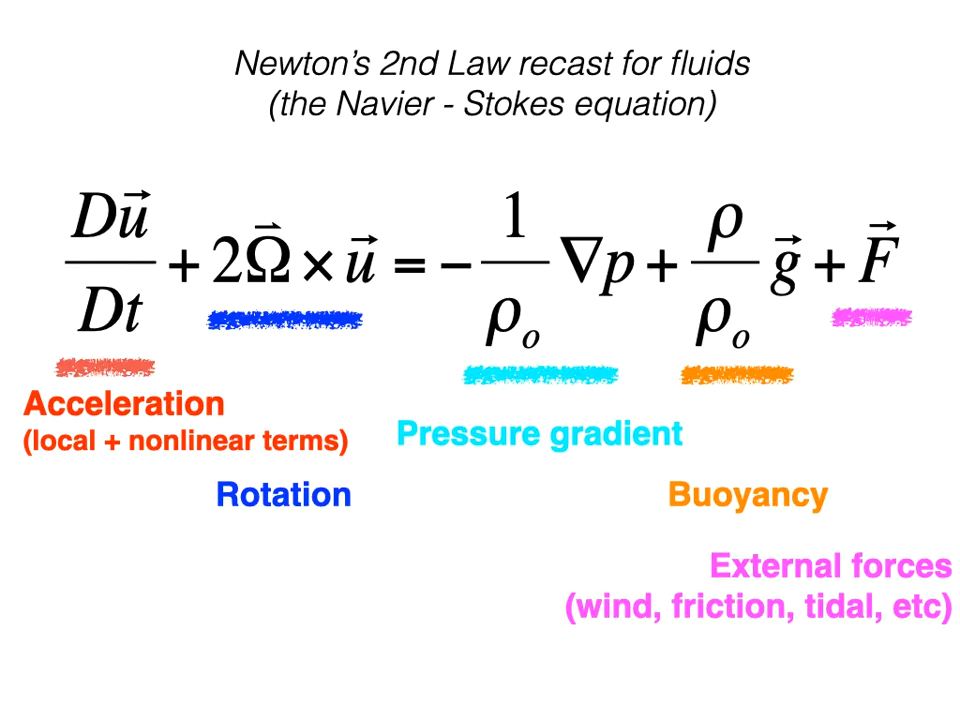 Newton’s 2nd Law recast for fluids
(the Navier - Stokes equation)
Du⃗/Dt + 2Ω⃗ × u⃗ = − 1/ρₒ ∇p + ρ/ρₒ g⃗ + F⃗
Acceleration
(local + nonlinear terms)
Pressure gradient
Rotation
Buoyancy
External forces
(wind, friction, tidal, etc)